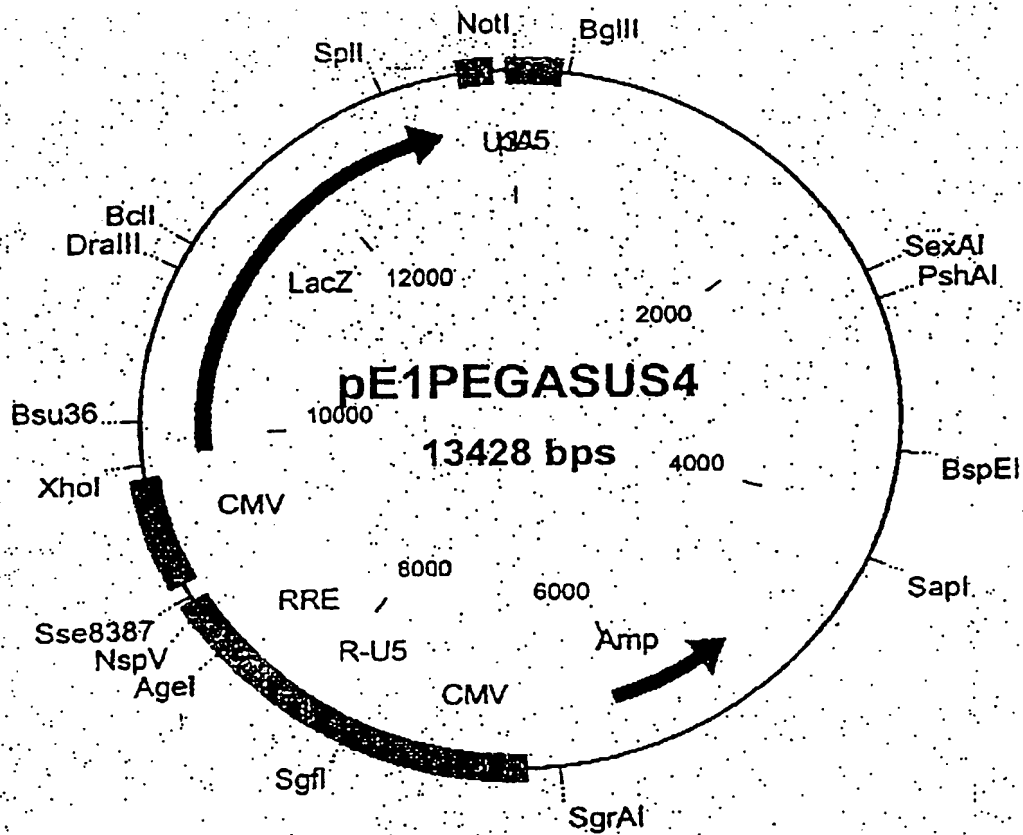 NotI
BglII
SplI
U3A5
BclI
DraIII
SexAI
PshAI
LacZ
12000
2000
pE1PEGASUS4
Bsu36
10000
13428 bps
4000
BspEI
XhoI
CMV
8000
SapI
RRE
6000
Sse8387
R-U5
Amp
NspV
AgeI
CMV
SgfI
SgrAI